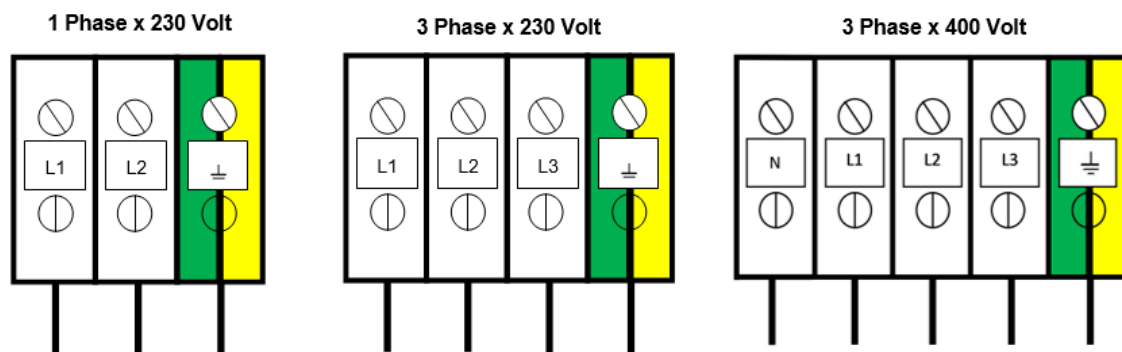 1 Phase x 230 Volt
3 Phase x 230 Volt
3 Phase x 400 Volt
L1
L2
L1
L2
L3
N
L1
L2
L3